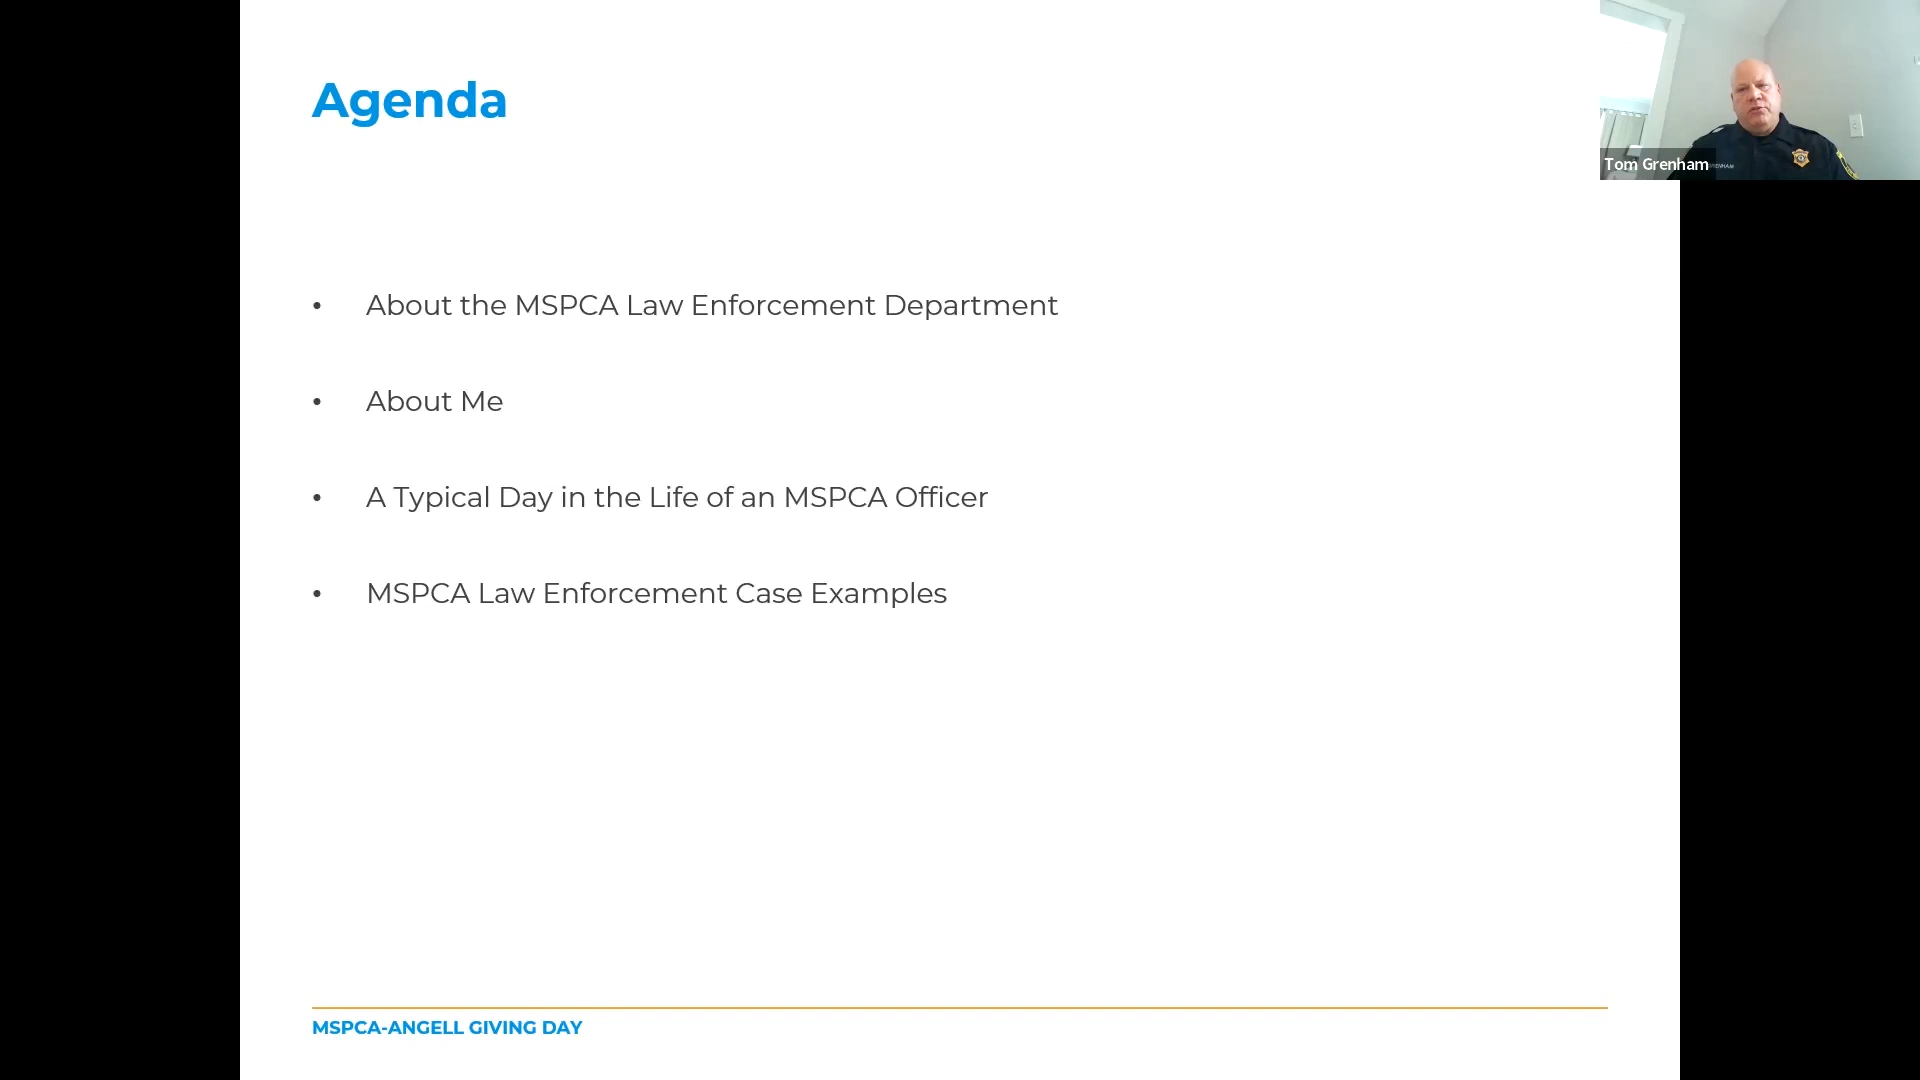 Agenda
Tom Grenham
GRENHAM
• About the MSPCA Law Enforcement Department
• About Me
• A Typical Day in the Life of an MSPCA Officer
• MSPCA Law Enforcement Case Examples
MSPCA-ANGELL GIVING DAY